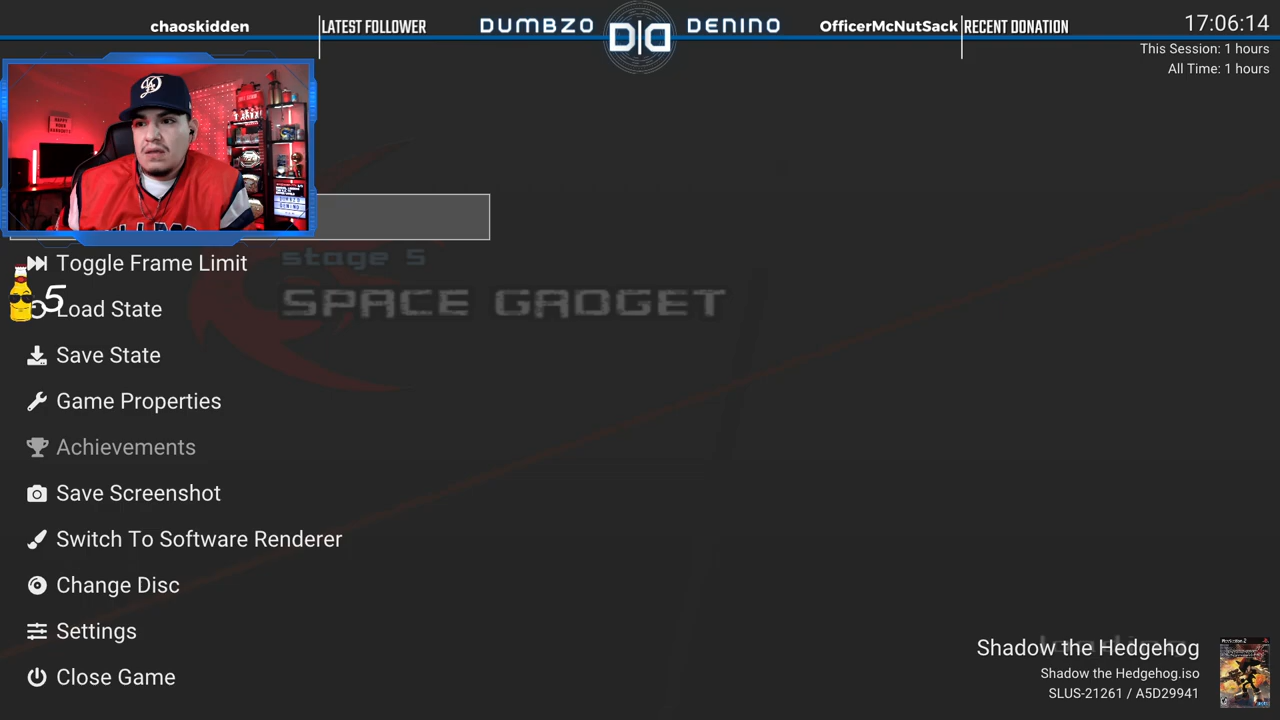 chaoskidden
LATEST FOLLOWER
DUMBZO
D|D
DENINO
OfficerMcNutSack
RECENT DONATION
17:06:14
This Session: 1 hours
All Time: 1 hours
stage 5
SPACE GADGET
Toggle Frame Limit
5
Load State
Save State
Game Properties
Achievements
Save Screenshot
Switch To Software Renderer
Change Disc
Settings
Close Game
Shadow the Hedgehog
Shadow the Hedgehog.iso
SLUS-21261 / A5D29941